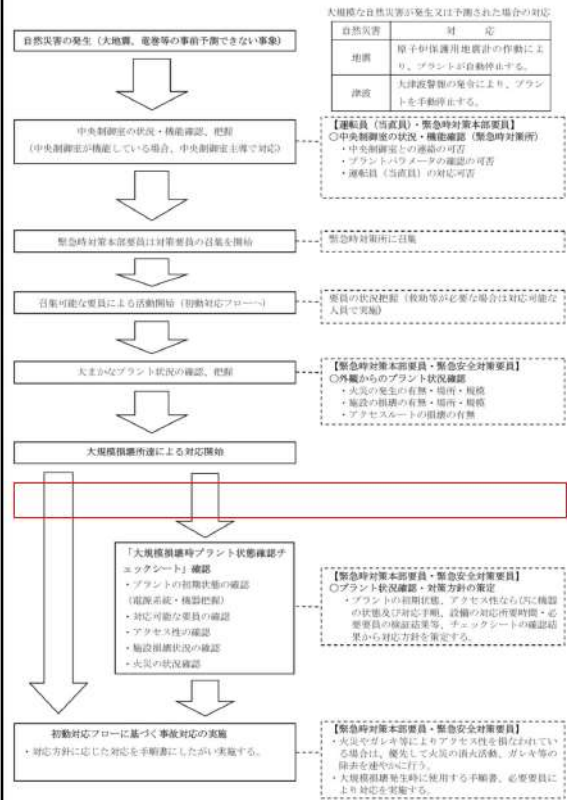 大規模な自然災害が発生又は予測された場合の対応
自然災害
対　応
地震
原子炉保護用地震計の作動によ
り、プラントが自動停止する。
津波
大津波警報の発令により、プラン
トを手動停止する。
自然災害の発生（大地震、竜巻等の事前予測できない事象）
中央制御室の状況・機能確認、把握
（中央制御室が機能している場合、中央制御室主導で対応）
【運転員（当直員）・緊急時対策本部要員】
○中央制御室の状況・機能確認（緊急時対策所）
・中央制御室との連絡の可否
・プラントパラメータの確認の可否
・運転員（当直員）の対応可否
緊急時対策本部要員は対策要員の召集を開始
緊急時対策所に召集
召集可能な要員による活動開始（初動対応フローへ）
要員の状況把握（救助等が必要な場合は対応可能な
人員で実施）
大まかなプラント状況の確認、把握
【緊急時対策本部要員・緊急安全対策要員】
○外観からのプラント状況確認
・火災の発生の有無・場所・規模
・施設の損壊の有無・場所・規模
・アクセスルートの損壊の有無
大規模損壊所達による対応開始
「大規模損壊時プラント状態確認チ
ェックシート」確認
・プラントの初期状態の確認
（電源系統・機器把握）
・対応可能な要員の確認
・アクセス性の確認
・施設損壊状況の確認
・火災の状況確認
【緊急時対策本部要員・緊急安全対策要員】
○プラント状況確認・対策方針の策定
・プラントの初期状態、アクセス性ならびに機器
の状態及び対応手順、設備の対応所要時間・必
要要員の検証結果等、チェックシートの確認結
果から対応方針を策定する。
初動対応フローに基づく事故対応の実施
・対応方針に応じた対応を手順書にしたがい実施する。
【緊急時対策本部要員・緊急安全対策要員】
・火災やガレキ等によりアクセス性を損なわれてい
る場合は、優先して火災の消火活動、ガレキ等の
除去を速やかに行う。
・大規模損壊発生時に使用する手順書、必要要員に
より対応を実施する。